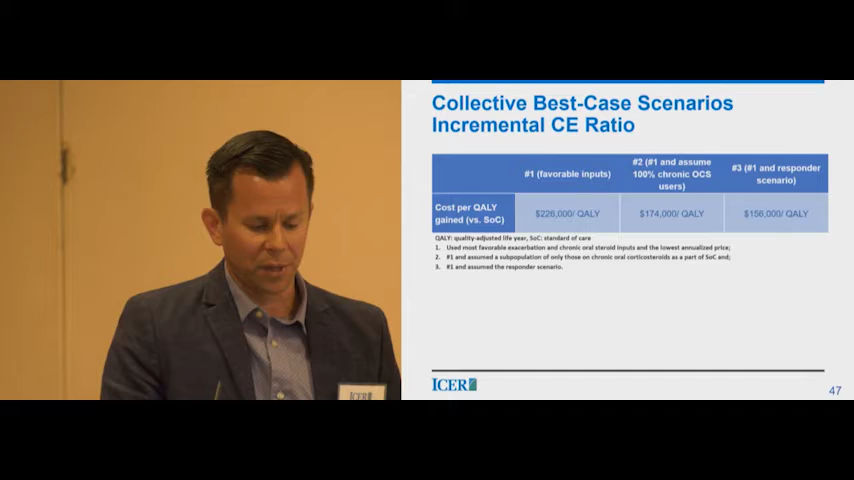 Collective Best-Case Scenarios
Incremental CE Ratio
#1 (favorable inputs)
#2 (#1 and assume
100% chronic OCS
users)
#3 (#1 and responder
scenario)
Cost per QALY
gained (vs. SoC)
$226,000/ QALY
$174,000/ QALY
$156,000/ QALY
QALY: quality-adjusted life year, SoC: standard of care
1. Used most favorable exacerbation and chronic oral steroid inputs and the lowest annualized price;
2. #1 and assumed a subpopulation of only those on chronic oral corticosteroids as a part of SoC and;
3. #1 and assumed the responder scenario.
ICER
47
ICER